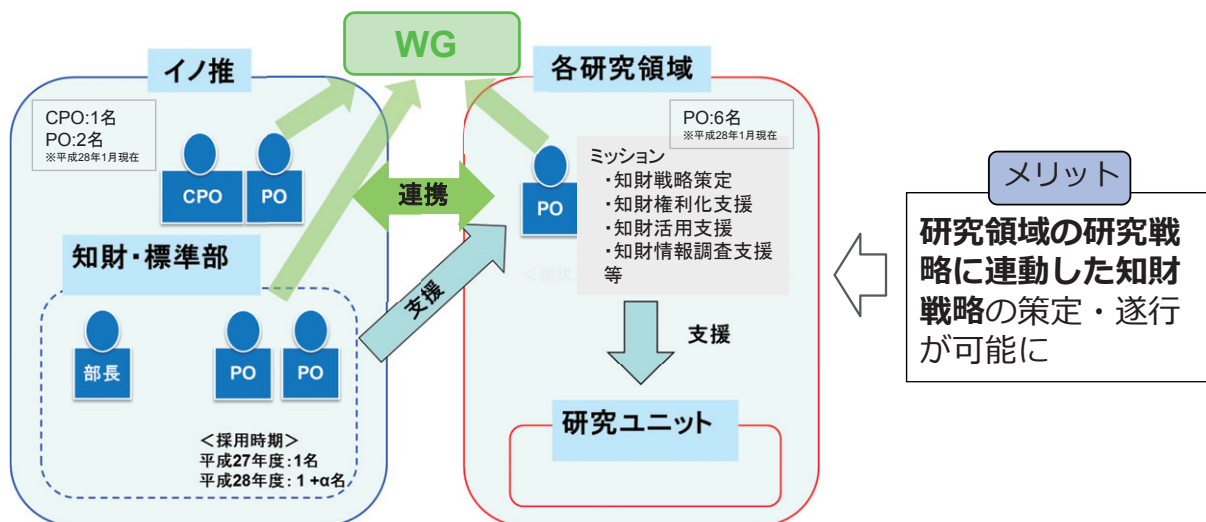 WG
イノ推
CPO:1名
PO:2名
※平成28年1月現在
CPO
PO
知財・標準部
部長
PO
PO
<採用時期>
平成27年度:1名
平成28年度:1+α名
連携
支援
各研究領域
PO:6名
※平成28年1月現在
PO
ミッション
・知財戦略策定
・知財権利化支援
・知財活用支援
・知財情報調査支援
等
支援
研究ユニット
メリット
研究領域の研究戦
略に連動した知財
戦略の策定・遂行
が可能に